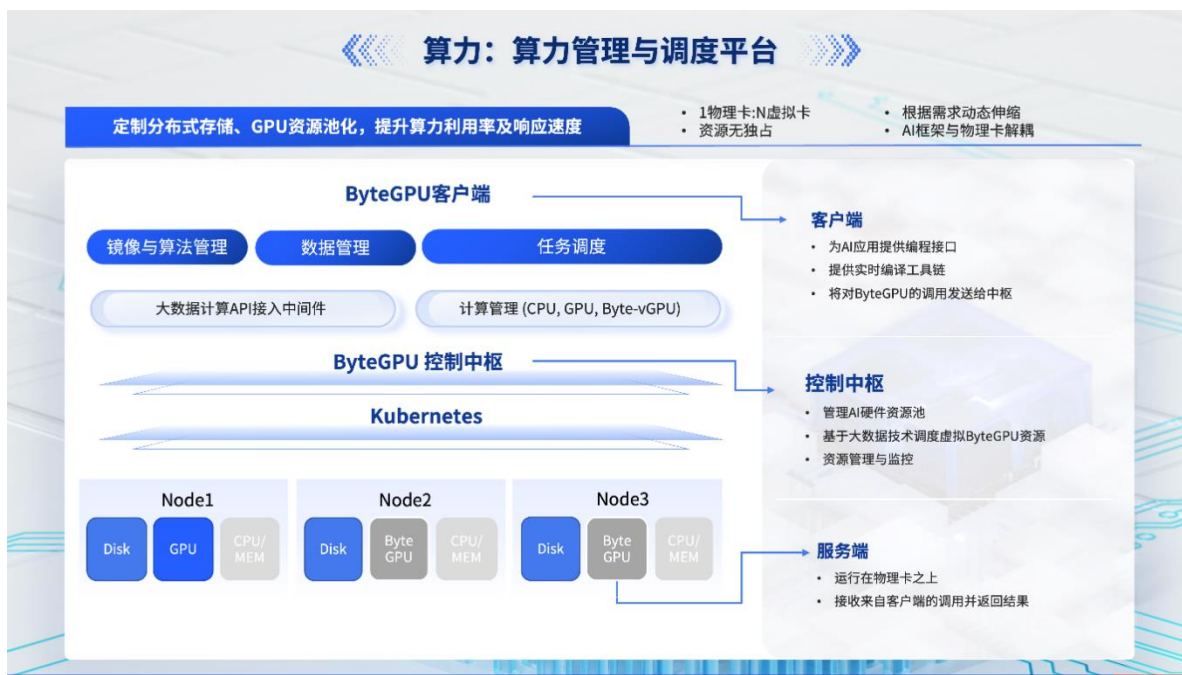 算力：算力管理与调度平台
定制分布式存储、GPU资源池化，提升算力利用率及响应速度
• 1物理卡:N虚拟卡
• 资源无独占
• 根据需求动态伸缩
• AI框架与物理卡解耦
ByteGPU客户端
镜像与算法管理
数据管理
任务调度
大数据计算API接入中间件
计算管理 (CPU, GPU, Byte-vGPU)
ByteGPU 控制中枢
Kubernetes
Node1
Disk
GPU
CPU/
MEM
Node2
Disk
Byte
GPU
CPU/
MEM
Node3
Disk
Byte
GPU
CPU/
MEM
客户端
• 为AI应用提供编程接口
• 提供实时编译工具链
• 将对ByteGPU的调用发送给中枢
控制中枢
• 管理AI硬件资源池
• 基于大数据技术调度虚拟ByteGPU资源
• 资源管理与监控
服务端
• 运行在物理卡之上
• 接收来自客户端的调用并返回结果